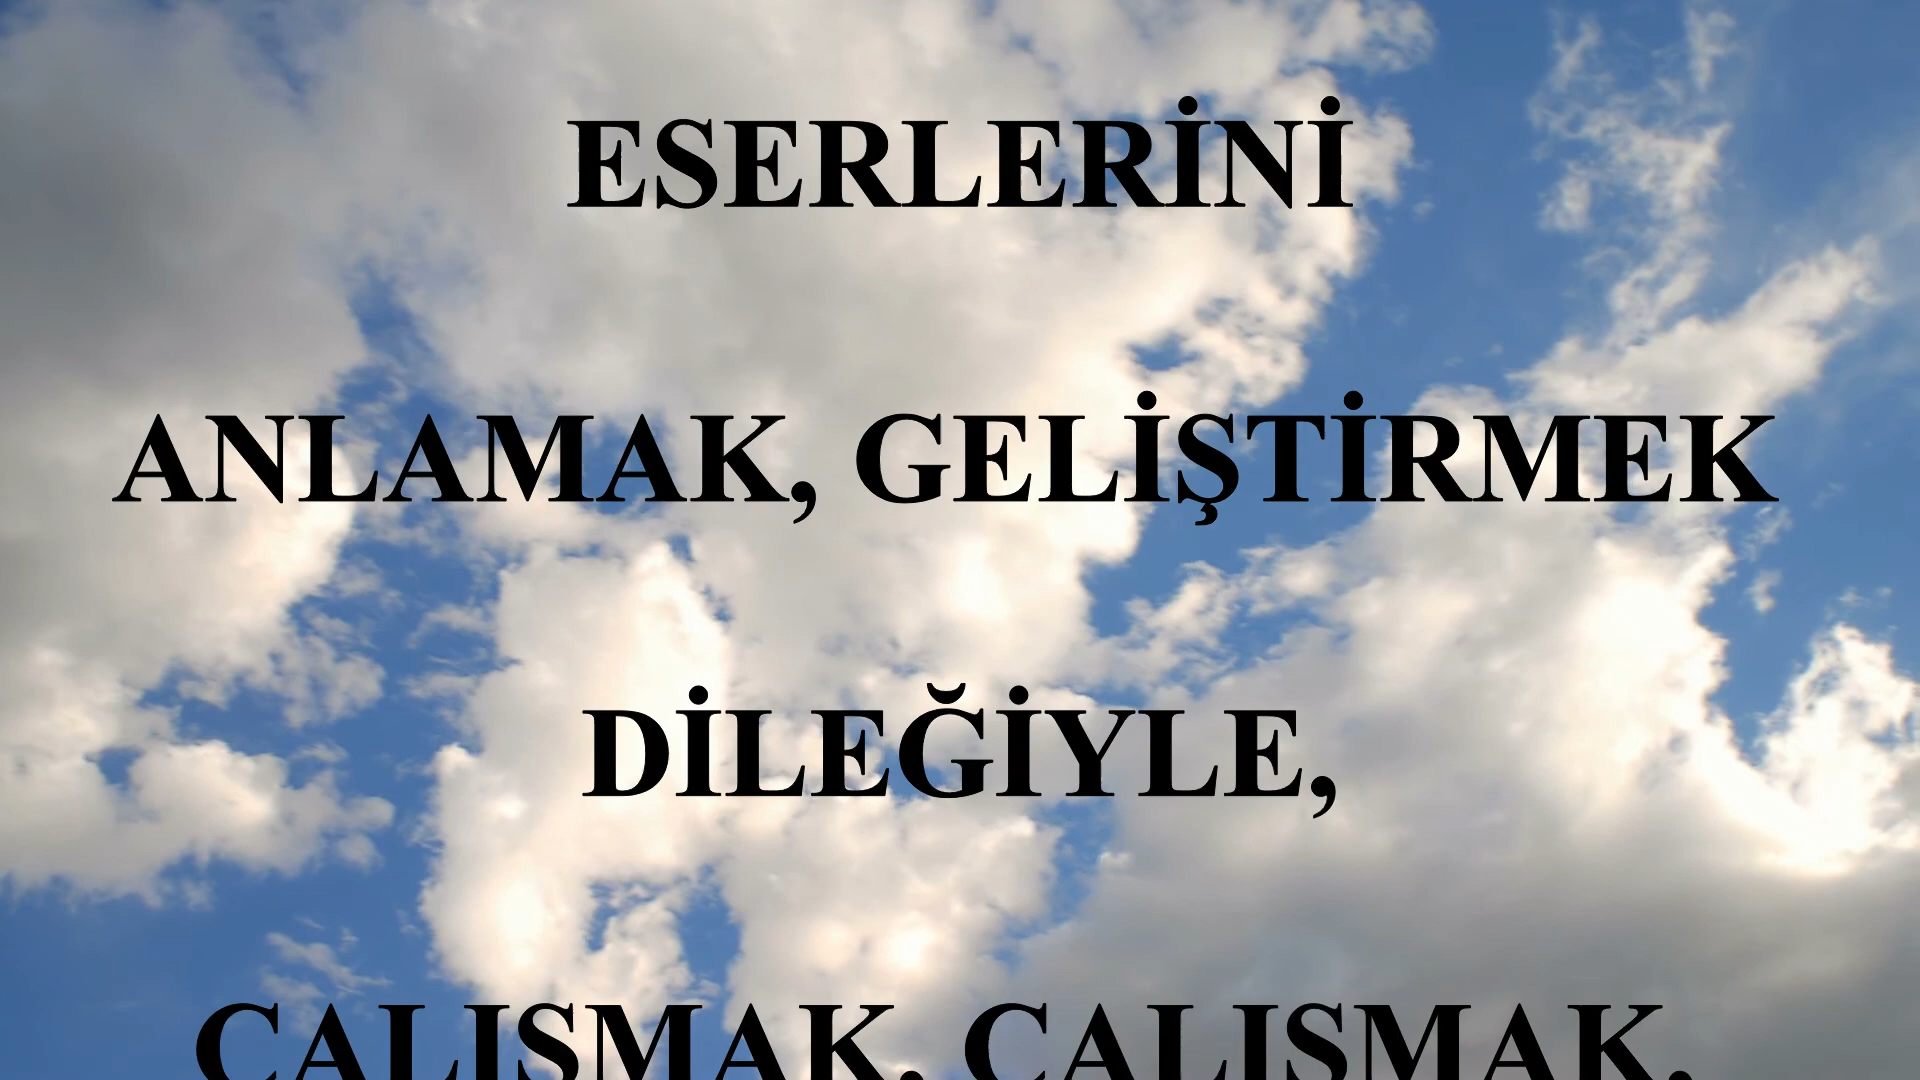 ESERLERİNİ
ANLAMAK, GELİŞTİRMEK
DİLEĞİYLE,
ÇALIŞMAK, ÇALIŞMAK,